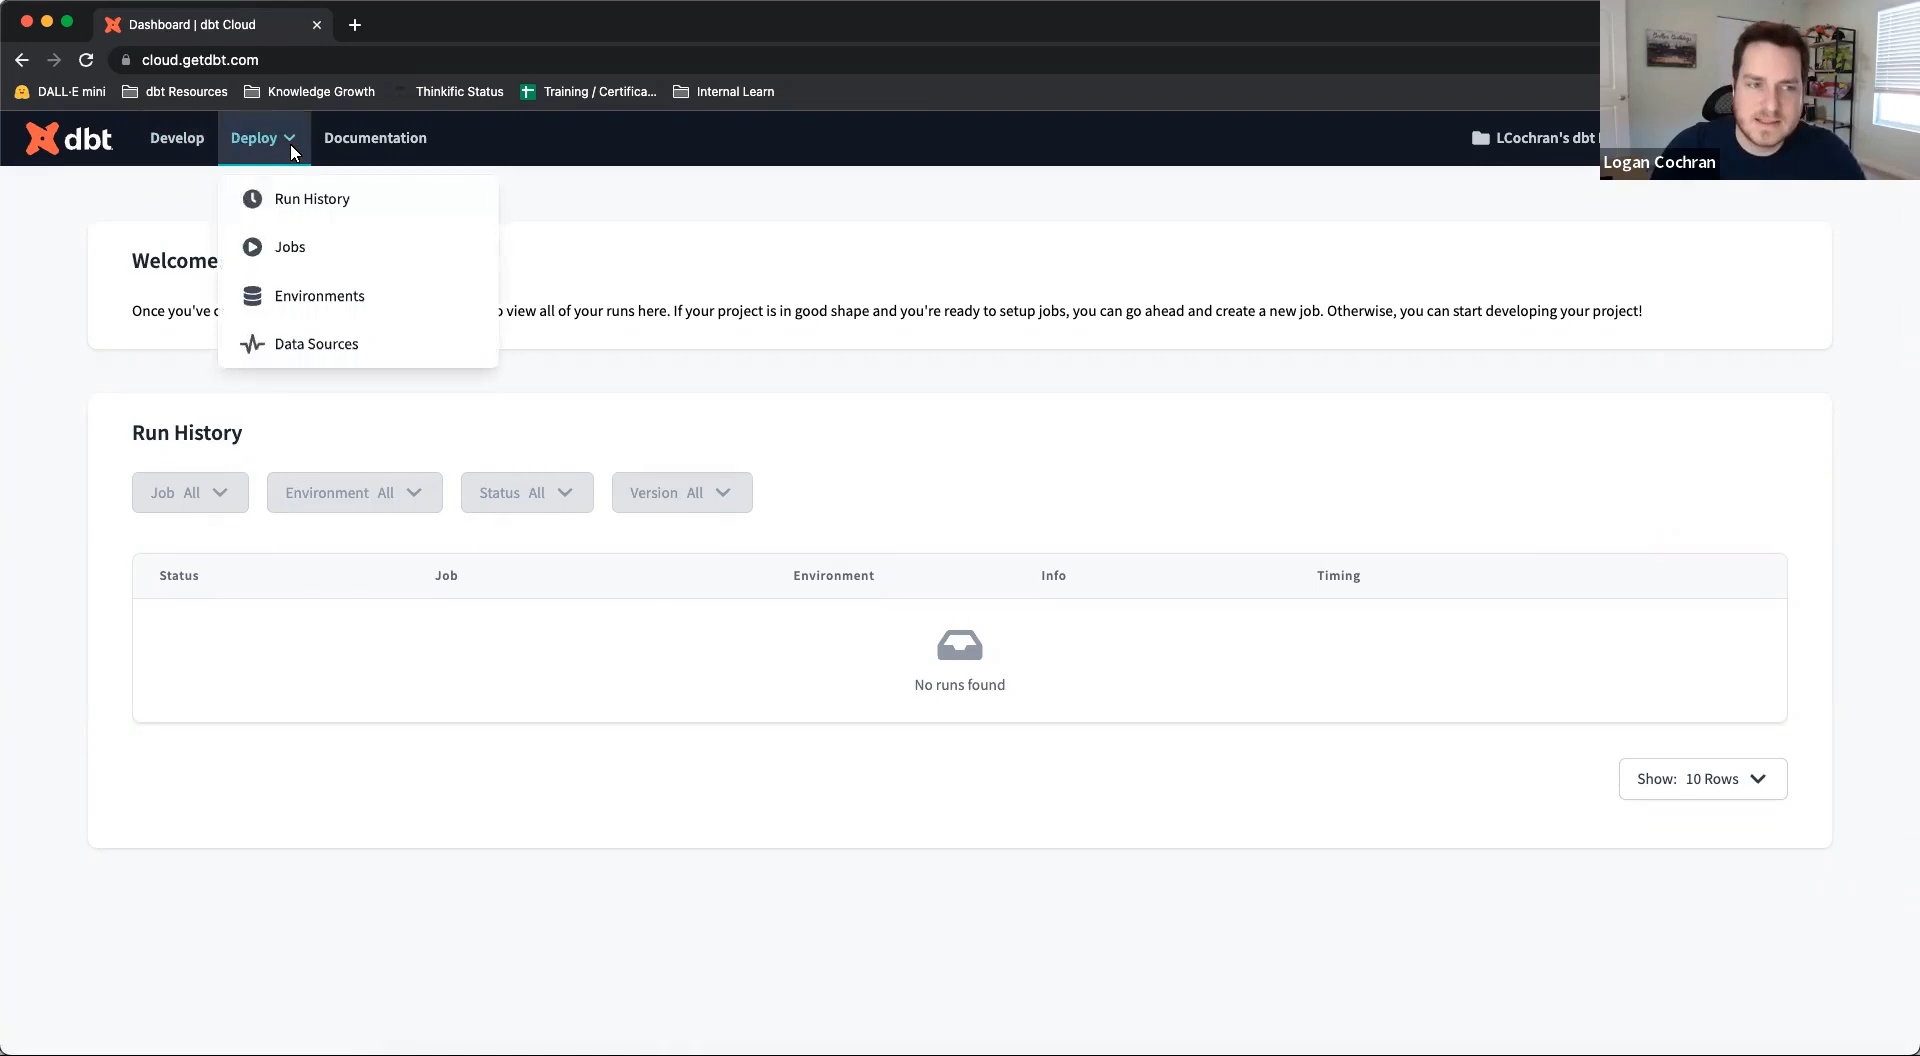 Dashboard | dbt Cloud
cloud.getdbt.com
DALL·E mini
dbt Resources
Knowledge Growth
Thinkific Status
Training / Certifica...
Internal Learn
dbt
Develop
Deploy
Documentation
LCochran's dbt
Logan Cochran
Run History
Jobs
Environments
Data Sources
Welcome
Once you've view all of your runs here. If your project is in good shape and you're ready to setup jobs, you can go ahead and create a new job. Otherwise, you can start developing your project!
Run History
Job All
Environment All
Status All
Version All
Status Job Environment Info Timing
No runs found
Show: 10 Rows